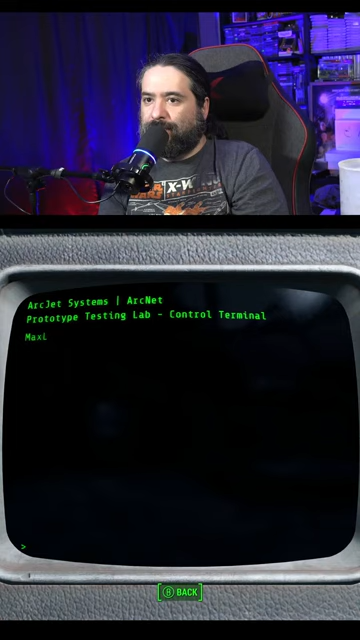 X-W
ArcJet Systems | ArcNet
Prototype Testing Lab - Control Terminal
MaxL
>
B BACK